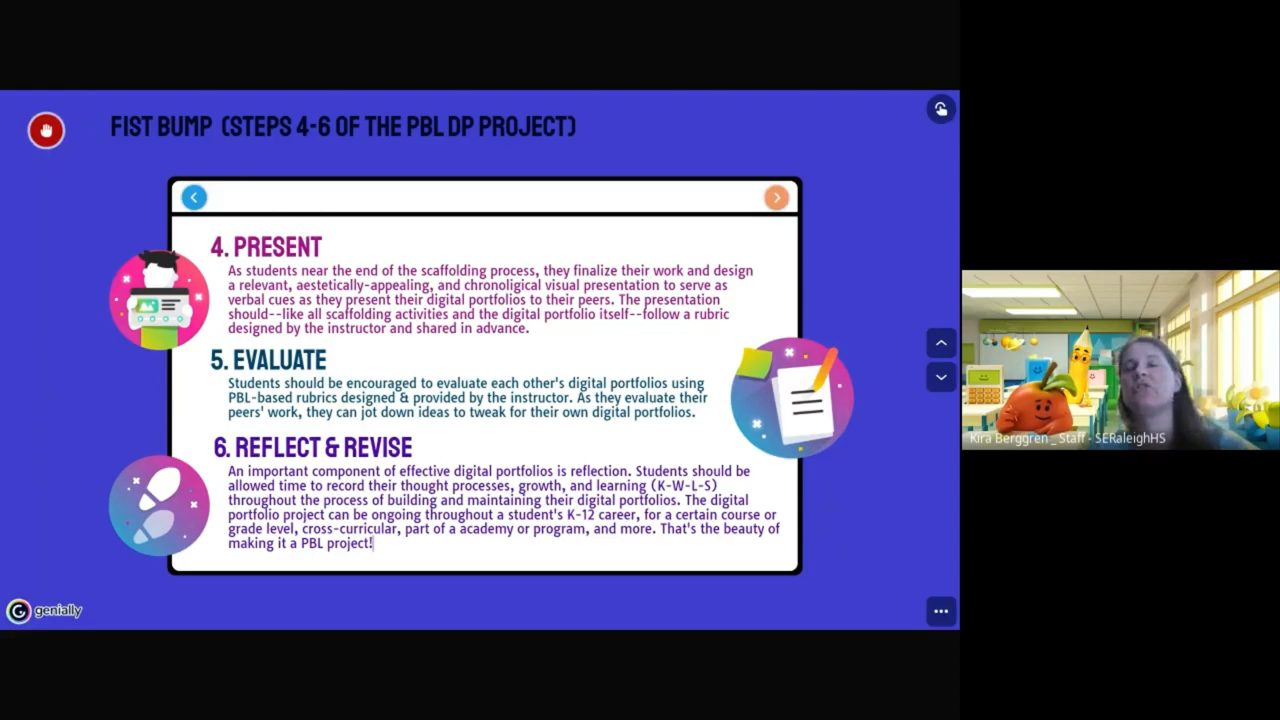 FIST BUMP (STEPS 4-6 OF THE PBL DP PROJECT)
4. PRESENT
As students near the end of the scaffolding process, they finalize their work and design
a relevant, aestetically-appealing, and chronoligical visual presentation to serve as
verbal cues as they present their digital portfolios to their peers. The presentation
should--like all scaffolding activities and the digital portfolio itself--follow a rubric
designed by the instructor and shared in advance.
5. EVALUATE
Students should be encouraged to evaluate each other's digital portfolios using
PBL-based rubrics designed & provided by the instructor. As they evaluate their
peers' work, they can jot down ideas to tweak for their own digital portfolios.
6. REFLECT & REVISE
An important component of effective digital portfolios is reflection. Students should be
allowed time to record their thought processes, growth, and learning (K-W-L-S)
throughout the process of building and maintaining their digital portfolios. The digital
portfolio project can be ongoing throughout a student's K-12 career, for a certain course or
grade level, cross-curricular, part of a academy or program, and more. That's the beauty of
making it a PBL project!
genially
Kira Berggren _ Staff - SERaleighHS